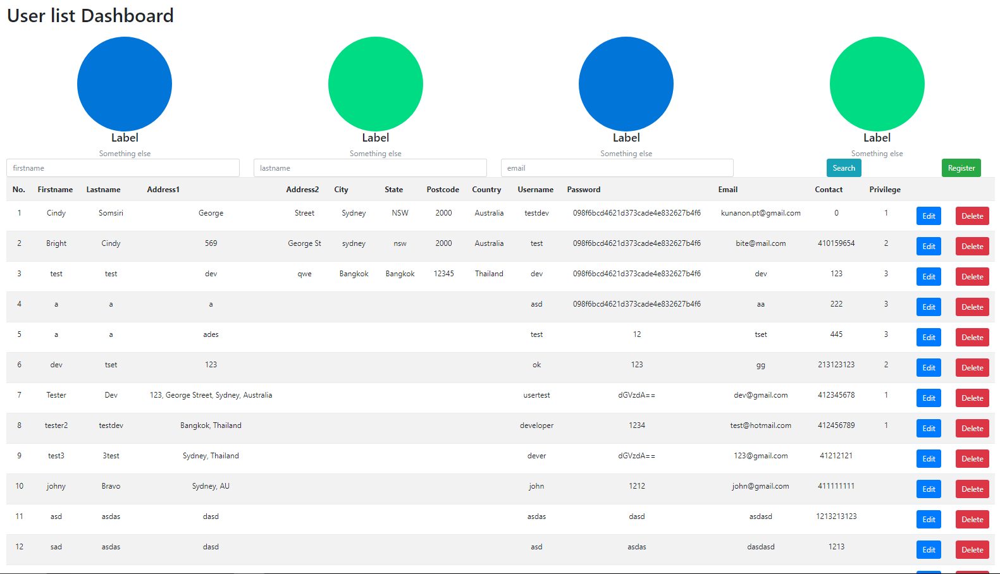 User list Dashboard
Label Label Label Label
Something else Something else Something else Something else
firstname lastname email Search Register
No. Firstname Lastname Address1 Address2 City State Postcode Country Username Password Email Contact Privilege
1 Cindy Somsiri George Street Sydney NSW 2000 Australia testdev 098f6bcd4621d373cade4e832627b4f6 kunanon.pt@gmail.com 0 1 Edit Delete
2 Bright Cindy 569 George St sydney nsw 2000 Australia test 098f6bcd4621d373cade4e832627b4f6 bite@mail.com 410159654 2 Edit Delete
3 test test dev qwe Bangkok Bangkok 12345 Thailand dev 098f6bcd4621d373cade4e832627b4f6 dev 123 3 Edit Delete
4 a a a asd 098f6bcd4621d373cade4e832627b4f6 aa 222 3 Edit Delete
5 a a ades test 12 tset 445 3 Edit Delete
6 dev tset 123 ok 123 gg 213123123 2 Edit Delete
7 Tester Dev 123, George Street, Sydney, Australia usertest dGVzdA== dev@gmail.com 412345678 1 Edit Delete
8 tester2 testdev Bangkok, Thailand developer 1234 test@hotmail.com 412456789 1 Edit Delete
9 test3 3test Sydney, Thailand dever dGVzdA== 123@gmail.com 41212121 Edit Delete
10 johny Bravo Sydney, AU john 1212 john@gmail.com 411111111 Edit Delete
11 asd asdas dasd asdas dasd asdasd 1213213123 Edit Delete
12 sad asdas dasd asd asdas dasdasd 1213 Edit Delete